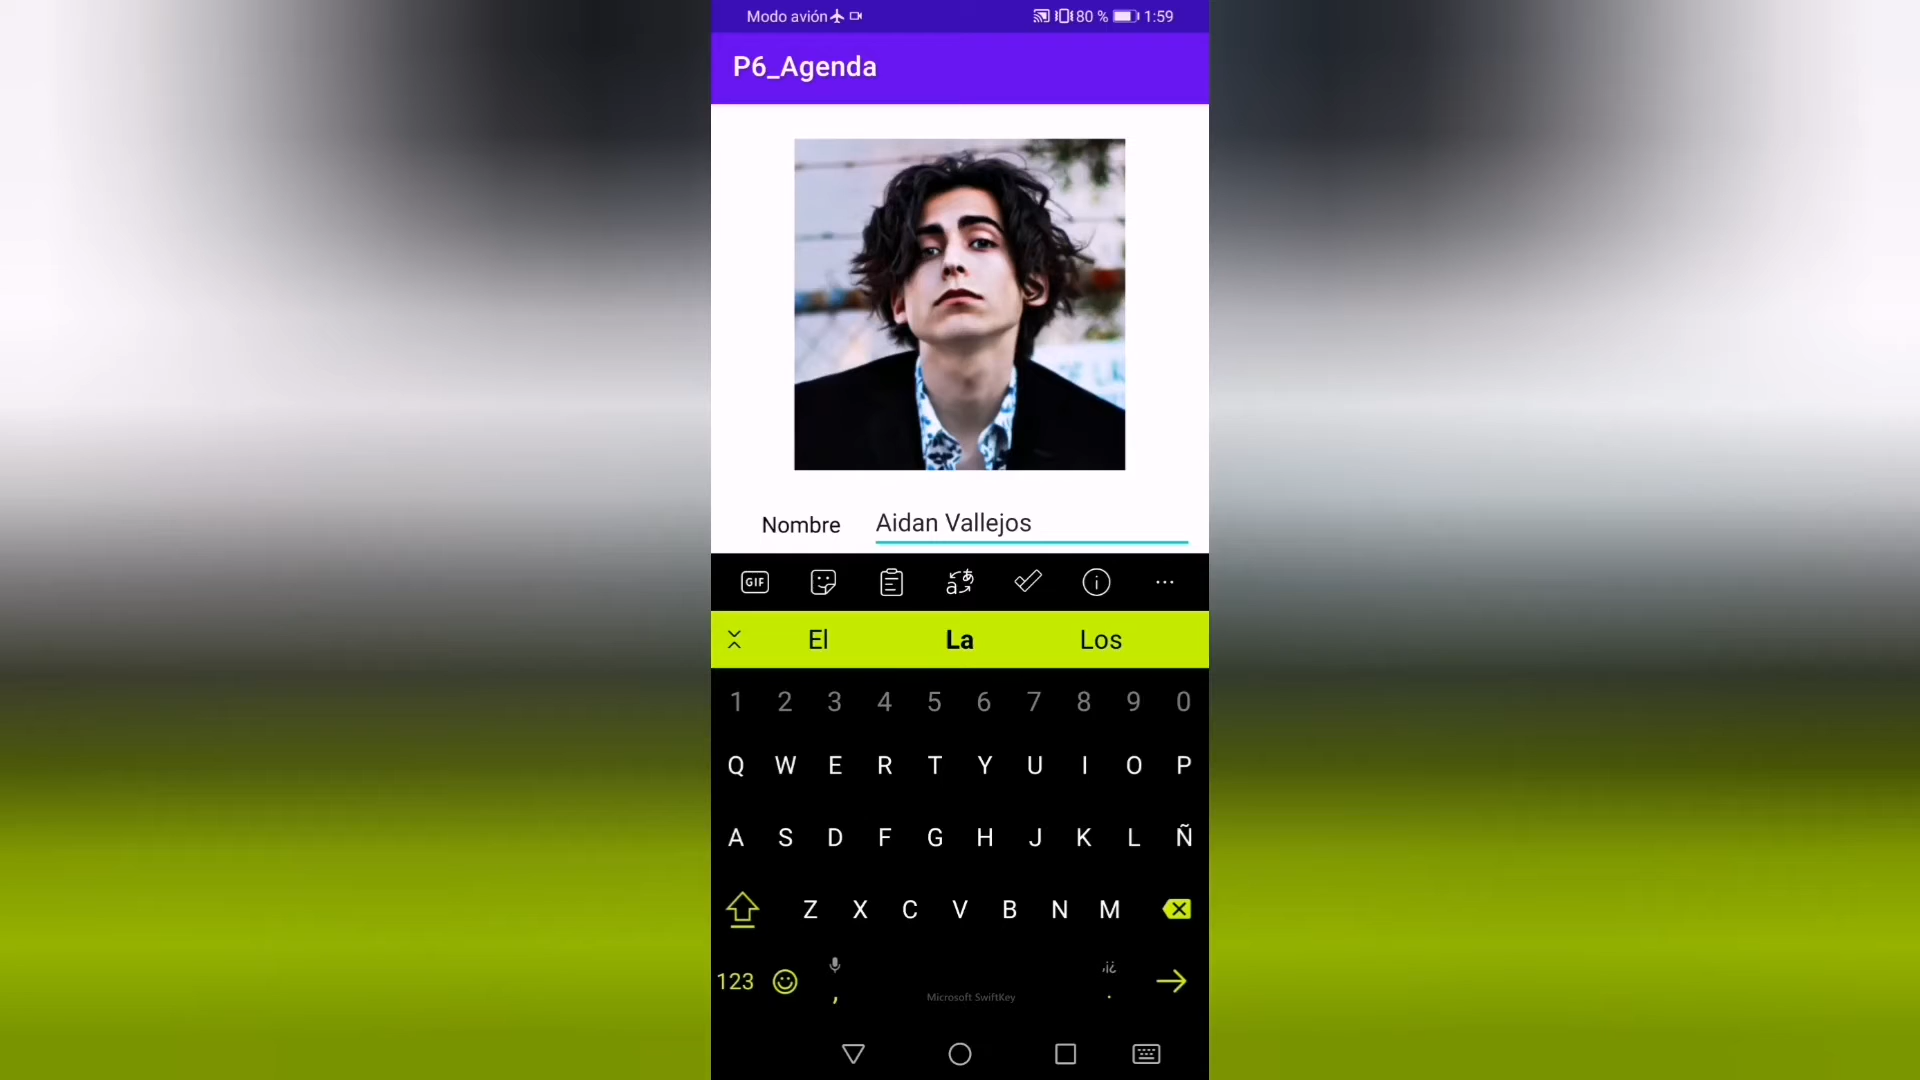 Modo avión 80 % 1:59
P6_Agenda
Nombre Aidan Vallejos
GIF
El La Los
1 2 3 4 5 6 7 8 9 0
Q W E R T Y U I O P
A S D F G H J K L Ñ
Z X C V B N M
123 , Microsoft SwiftKey ,¡¿ .